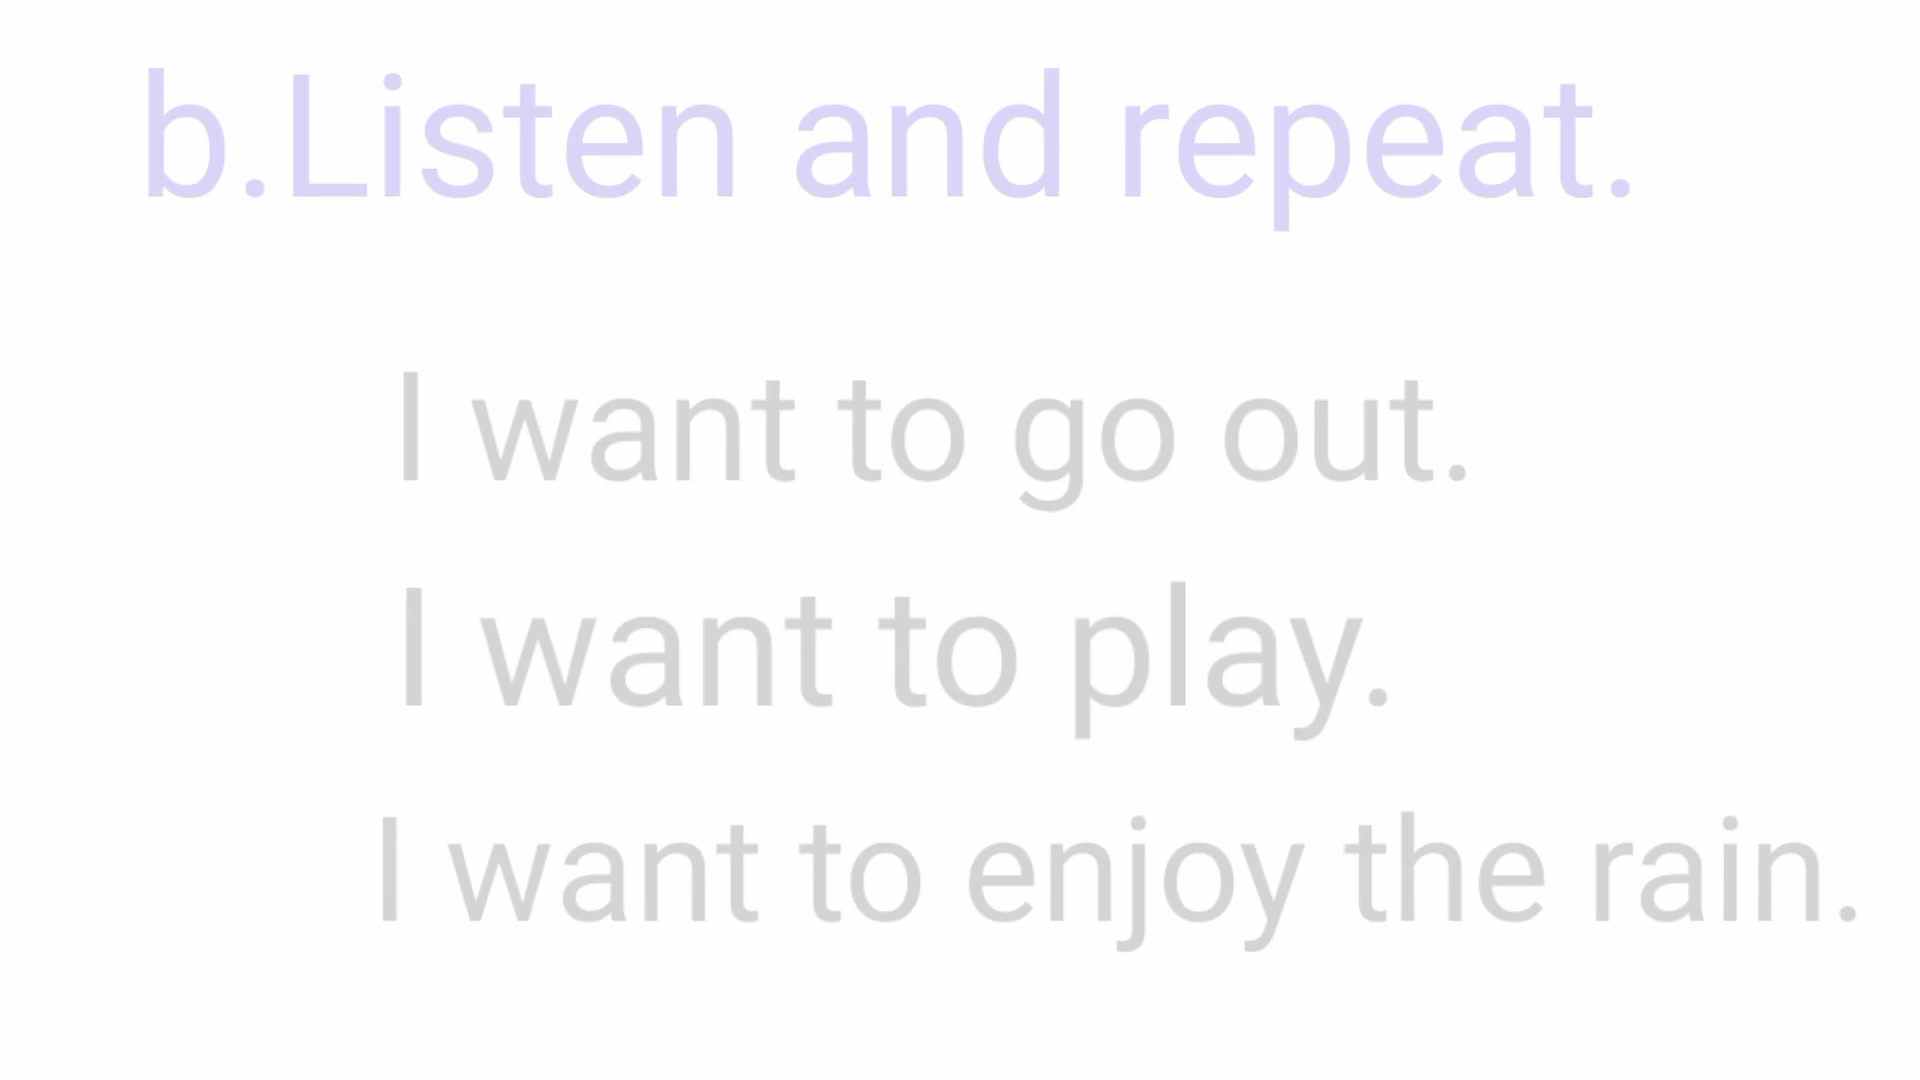 b.Listen and repeat.
I want to go out.
I want to play.
I want to enjoy the rain.